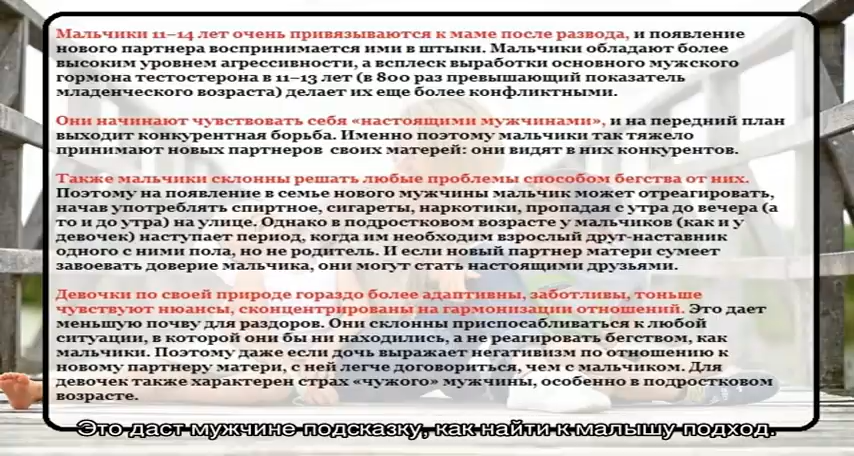 Мальчики 11–14 лет очень привязываются к маме после развода, и появление
нового партнера воспринимается ими в штыки. Мальчики обладают более
высоким уровнем агрессивности, а всплеск выработки основного мужского
гормона тестостерона в 11–13 лет (в 800 раз превышающий показатель
младенческого возраста) делает их еще более конфликтными.
Они начинают чувствовать себя «настоящими мужчинами», и на передний план
выходит конкурентная борьба. Именно поэтому мальчики так тяжело
принимают новых партнеров своих матерей: они видят в них конкурентов.
Также мальчики склонны решать любые проблемы способом бегства от них.
Поэтому на появление в семье нового мужчины мальчик может отреагировать,
начав употреблять спиртное, сигареты, наркотики, пропадая с утра до вечера (а
то и до утра) на улице. Однако в подростковом возрасте у мальчиков (как и у
девочек) наступает период, когда им необходим взрослый друг-наставник
одного с ними пола, но не родитель. И если новый партнер матери сумеет
завоевать доверие мальчика, они могут стать настоящими друзьями.
Девочки по своей природе гораздо более адаптивны, заботливы, тоньше
чувствуют нюансы, сконцентрированы на гармонизации отношений. Это дает
меньшую почву для раздоров. Они склонны приспосабливаться к любой
ситуации, в которой они бы ни находились, а не реагировать бегством, как
мальчики. Поэтому даже если дочь выражает негативизм по отношению к
новому партнеру матери, с ней легче договориться, чем с мальчиком. Для
девочек также характерен страх «чужого» мужчины, особенно в подростковом
возрасте.
Это даст мужчине подсказку, как найти к малышу подход.